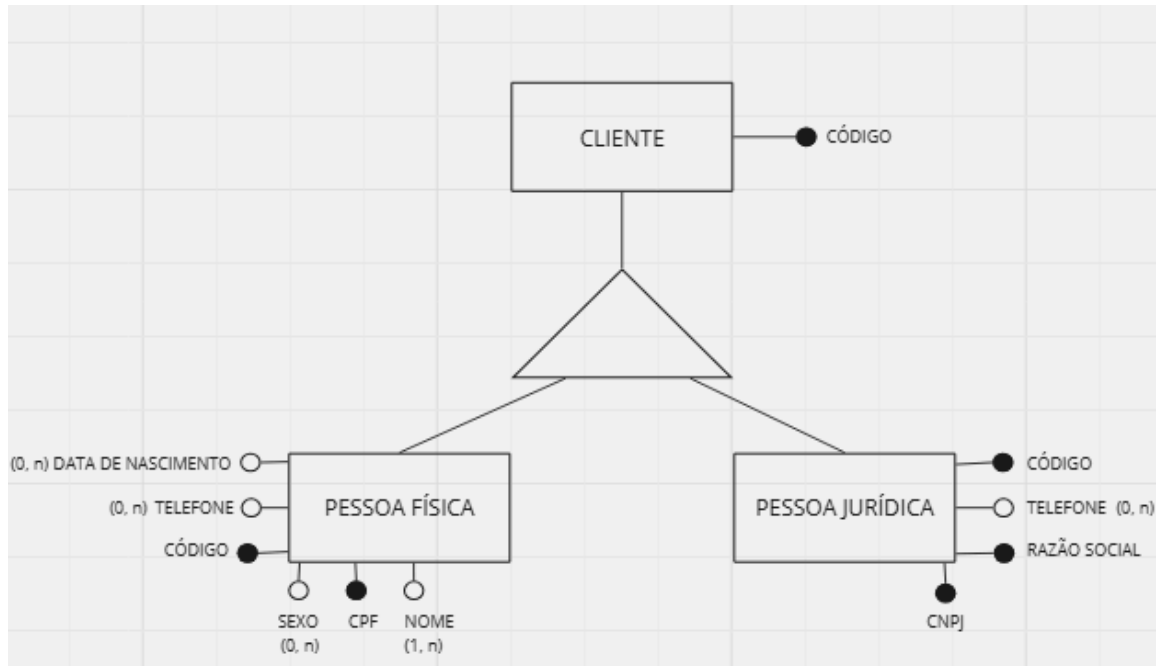 CLIENTE
CÓDIGO
(0, n) DATA DE NASCIMENTO
(0, n) TELEFONE
CÓDIGO
PESSOA FÍSICA
SEXO
(0, n)
CPF
NOME
(1, n)
PESSOA JURÍDICA
CÓDIGO
TELEFONE (0, n)
RAZÃO SOCIAL
CNPJ